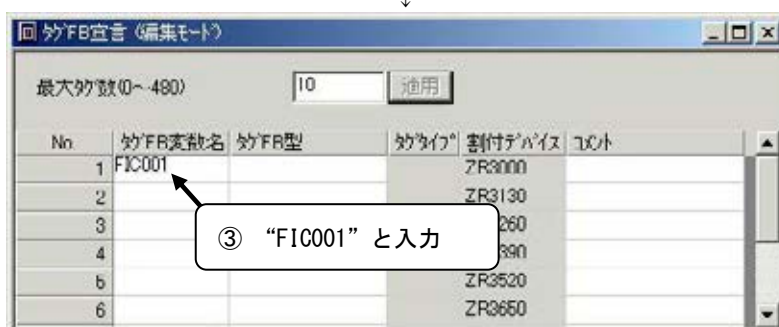 ↓
タグFB宣言 (編集モード)
最大タグ数(0~480) 10 適用
No. タグFB変数名 タグFB型 タグタイプ 割付デバイス コメント
1 FIC001 ZR3000
2 ZR3130
3 260
4 390
5 ZR3520
6 ZR3650
③ “FIC001”と入力